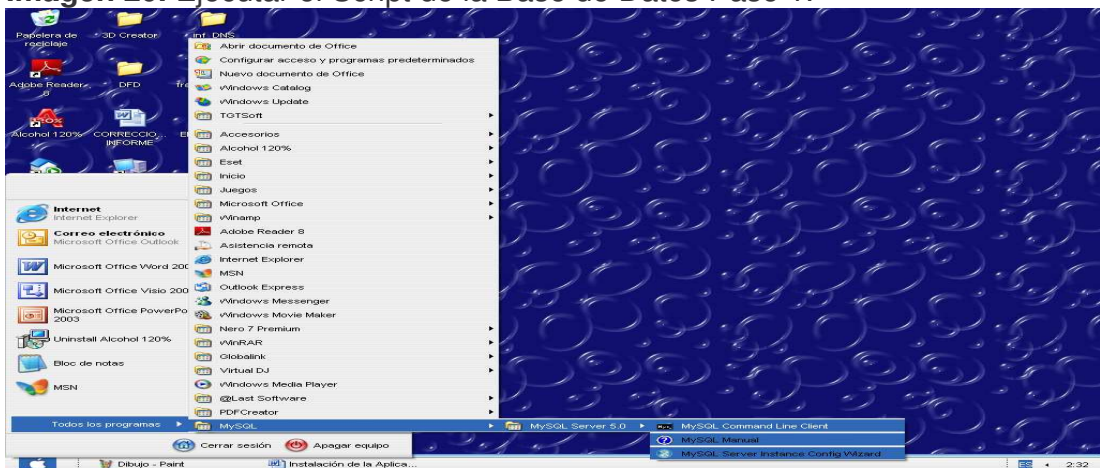 Imagen 20. Ejecutar el Script de la Base de Datos Paso 1.
Papelera de reciclaje
3D Creator
inf. DNS
Adobe Reader 8
DFD
Alcohol 120%
CORRECCIO... INFORME
Abrir documento de Office
Configurar acceso y programas predeterminados
Nuevo documento de Office
Windows Catalog
Windows Update
TGTSoft
Accesorios
Alcohol 120%
Eset
Inicio
Juegos
Microsoft Office
Winamp
Adobe Reader 8
Asistencia remota
Internet Explorer
MSN
Outlook Express
Windows Messenger
Windows Movie Maker
Nero 7 Premium
WinRAR
Globalink
Virtual DJ
Windows Media Player
@Last Software
PDFCreator
MySQL
Internet
Internet Explorer
Correo electrónico
Microsoft Office Outlook
Microsoft Office Word 200
Microsoft Office Visio 200
Microsoft Office PowerPo
2003
Uninstall Alcohol 120%
Bloc de notas
MSN
Todos los programas
MySQL Server 5.0
MySQL Command Line Client
MySQL Manual
MySQL Server Instance Config Wizard
Cerrar sesión
Apagar equipo
Dibujo - Paint
Instalación de la Aplica...
2:32